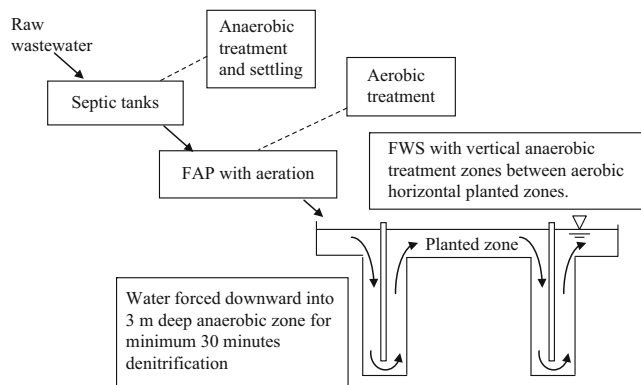 Raw
wastewater
Anaerobic
treatment
and settling
Septic tanks
Aerobic
treatment
FAP with aeration
FWS with vertical anaerobic
treatment zones between aerobic
horizontal planted zones.
Planted zone
Water forced downward into
3 m deep anaerobic zone for
minimum 30 minutes
denitrification